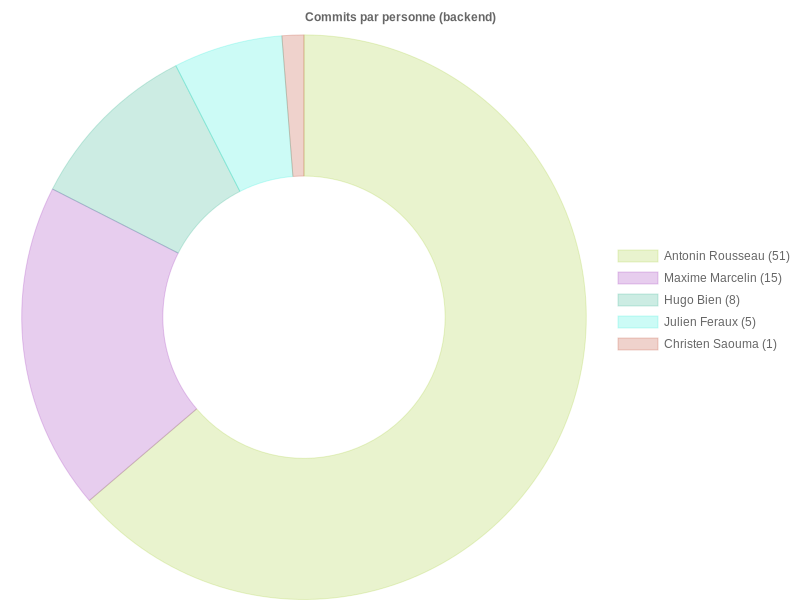 Commits par personne (backend)
Antonin Rousseau (51)
Maxime Marcelin (15)
Hugo Bien (8)
Julien Feraux (5)
Christen Saouma (1)